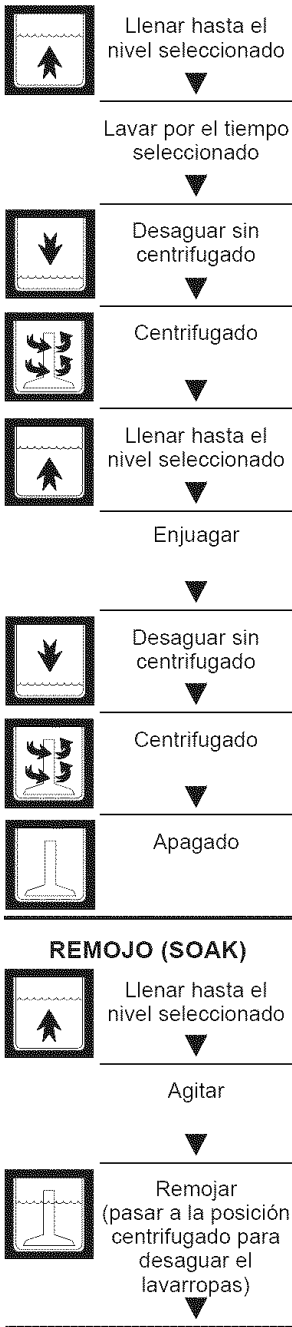 Llenar hasta el
nivel seleccionado
Lavar por el tiempo
seleccionado
Desaguar sin
centrifugado
Centrifugado
Llenar hasta el
nivel seleccionado
Enjuagar
Desaguar sin
centrifugado
Centrifugado
Apagado
REMOJO (SOAK)
Llenar hasta el
nivel seleccionado
Agitar
Remojar
(pasar a la posición
centrifugado para
desaguar el
lavarropas)